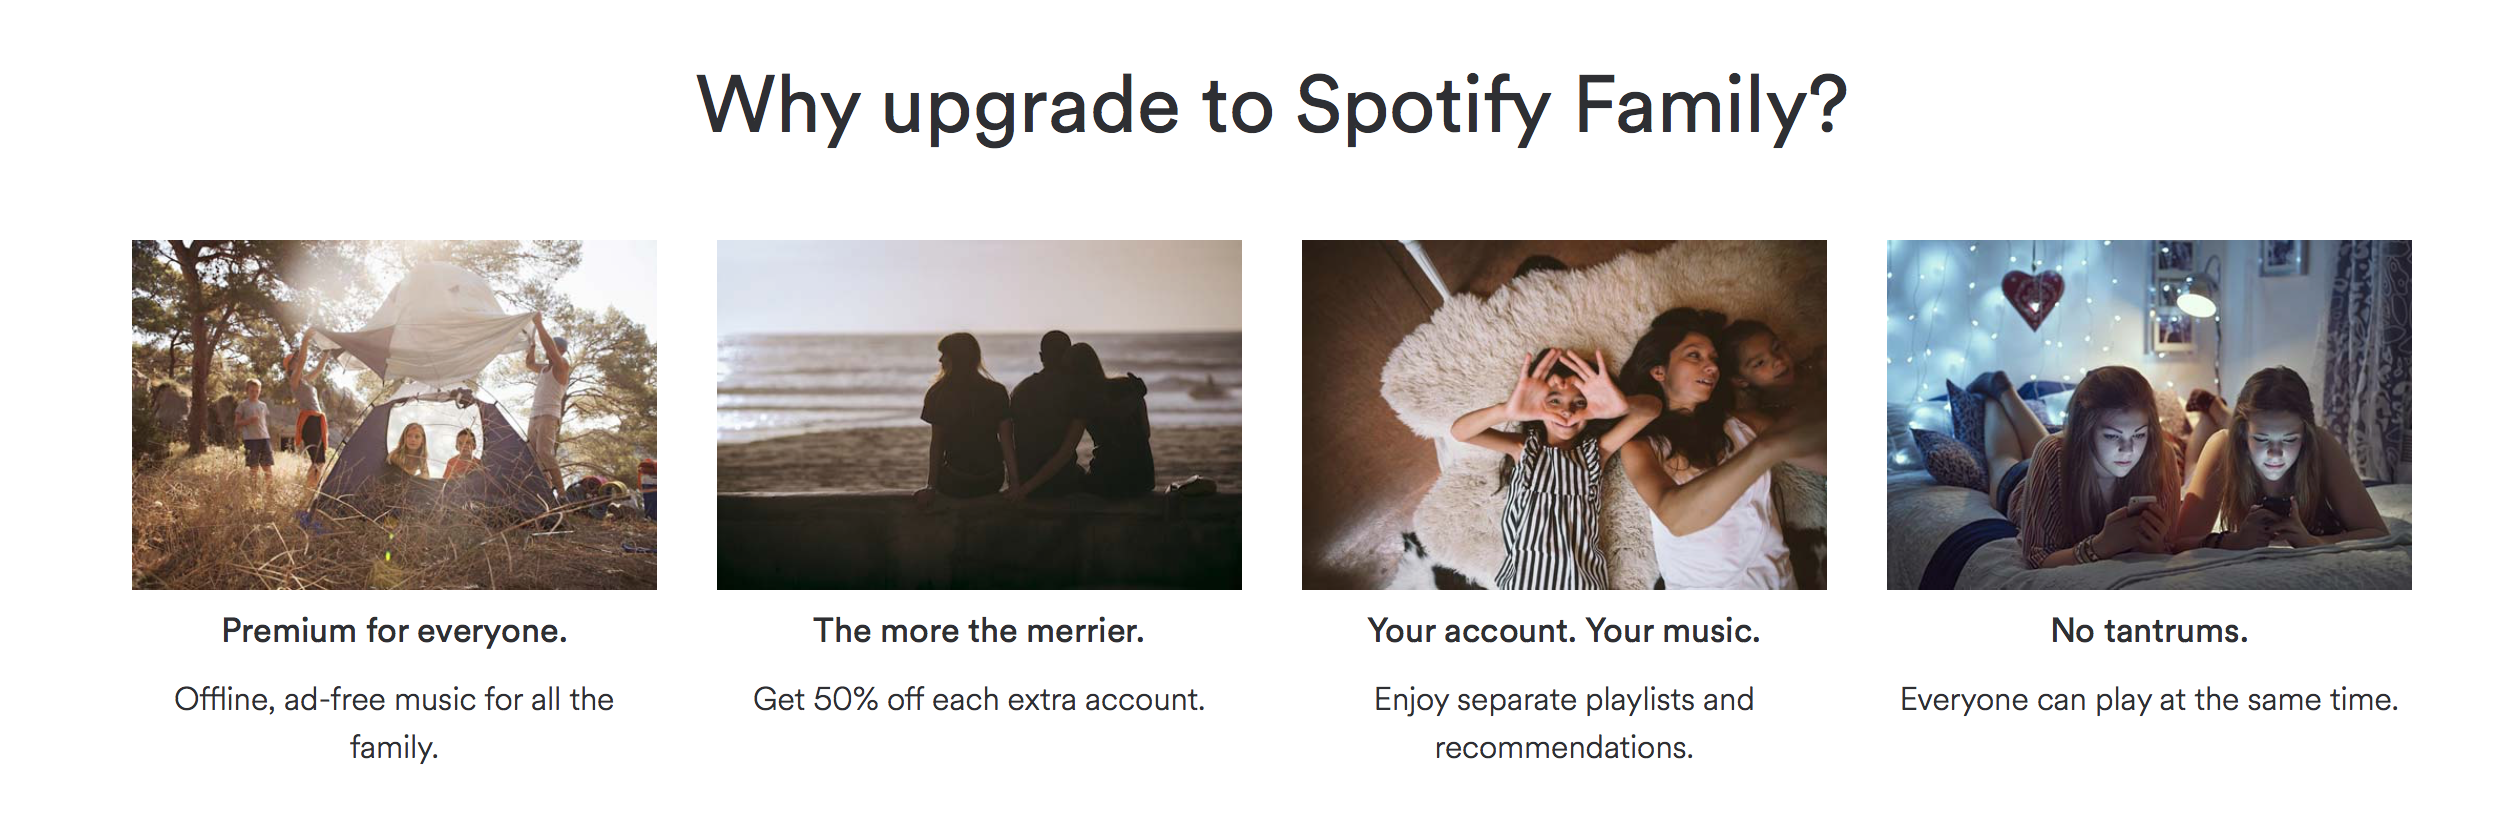 Why upgrade to Spotify Family?
Premium for everyone.
Offline, ad-free music for all the
family.
The more the merrier.
Get 50% off each extra account.
Your account. Your music.
Enjoy separate playlists and
recommendations.
No tantrums.
Everyone can play at the same time.